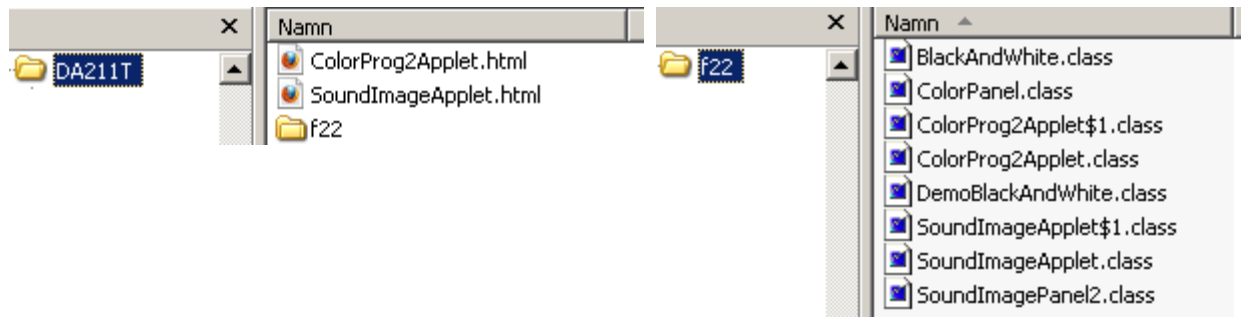 Namn
DA211T
ColorProg2Applet.html
SoundImageApplet.html
f22
Namn
f22
BlackAndWhite.class
ColorPanel.class
ColorProg2Applet$1.class
ColorProg2Applet.class
DemoBlackAndWhite.class
SoundImageApplet$1.class
SoundImageApplet.class
SoundImagePanel2.class